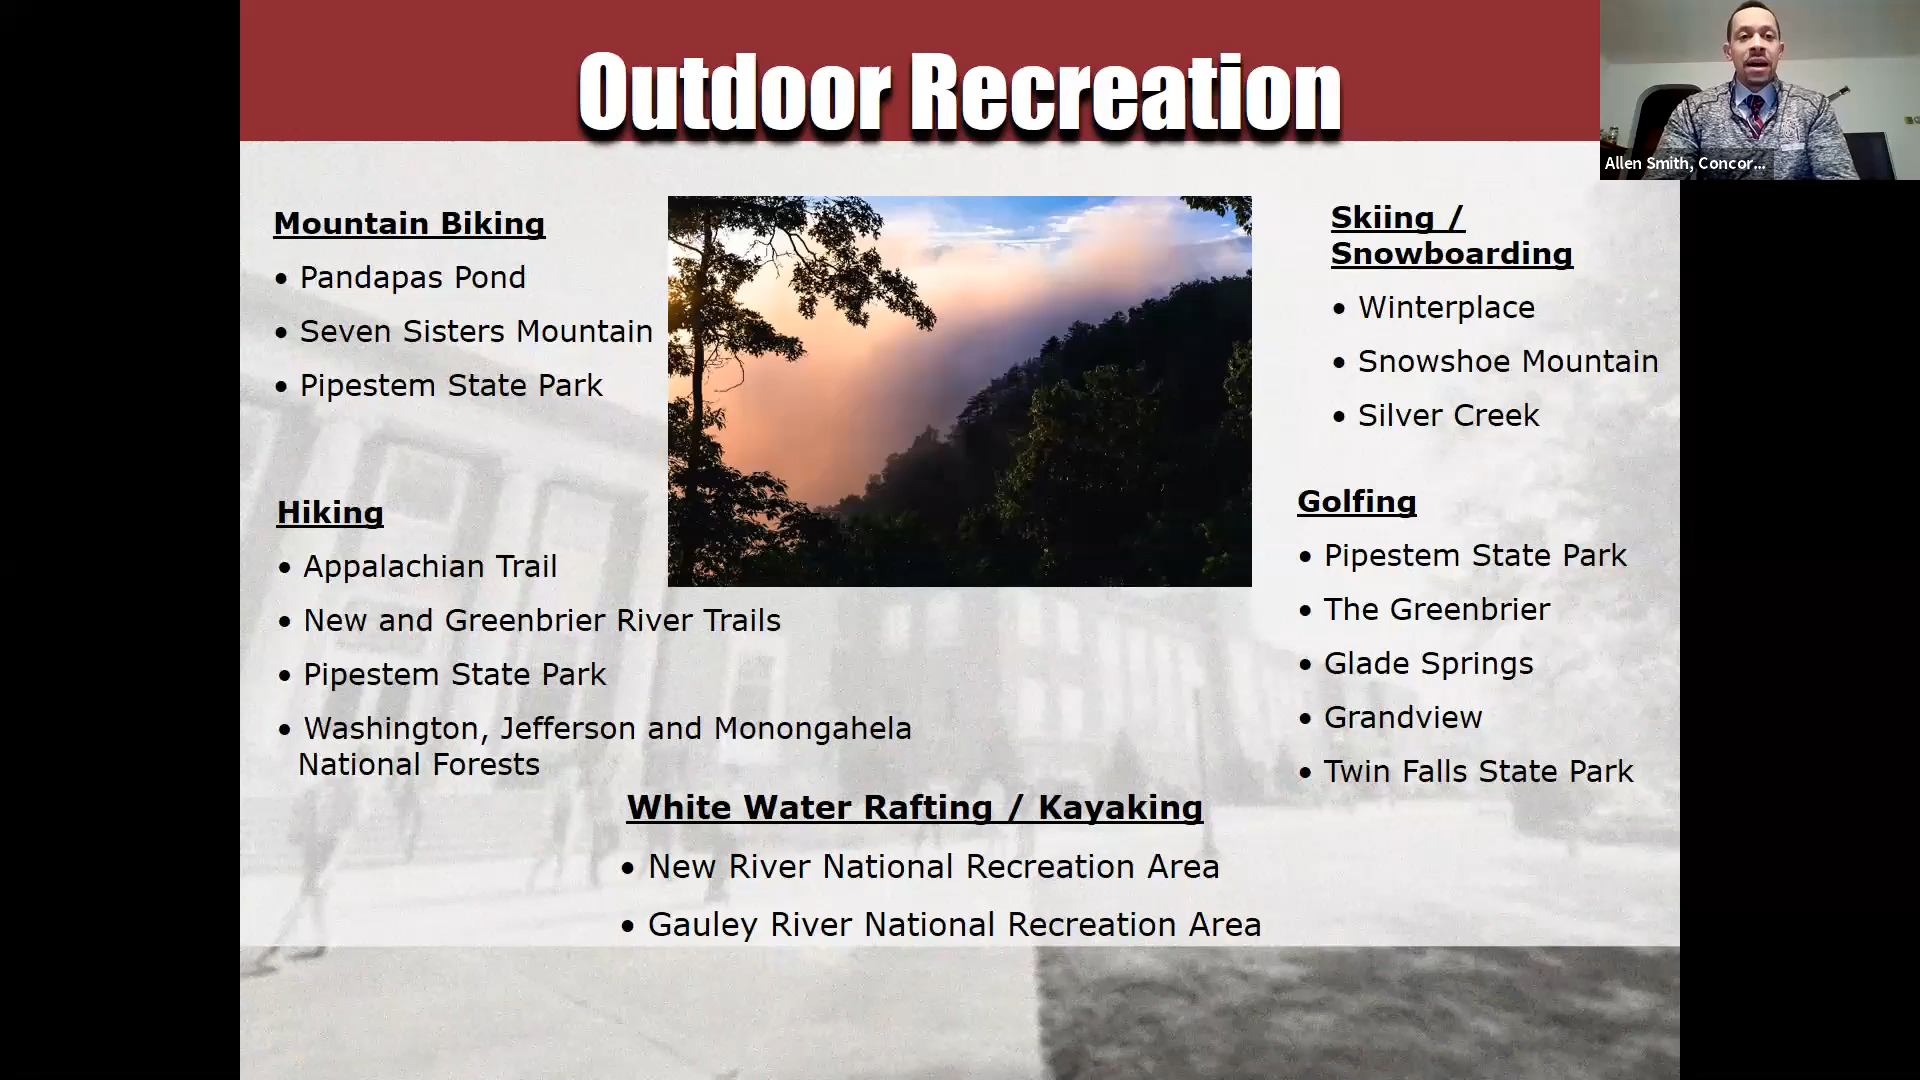 Outdoor Recreation
Allen Smith, Concor...
Mountain Biking
• Pandapas Pond
• Seven Sisters Mountain
• Pipestem State Park
Hiking
• Appalachian Trail
• New and Greenbrier River Trails
• Pipestem State Park
• Washington, Jefferson and Monongahela
National Forests
Skiing /
Snowboarding
• Winterplace
• Snowshoe Mountain
• Silver Creek
Golfing
• Pipestem State Park
• The Greenbrier
• Glade Springs
• Grandview
• Twin Falls State Park
White Water Rafting / Kayaking
• New River National Recreation Area
• Gauley River National Recreation Area